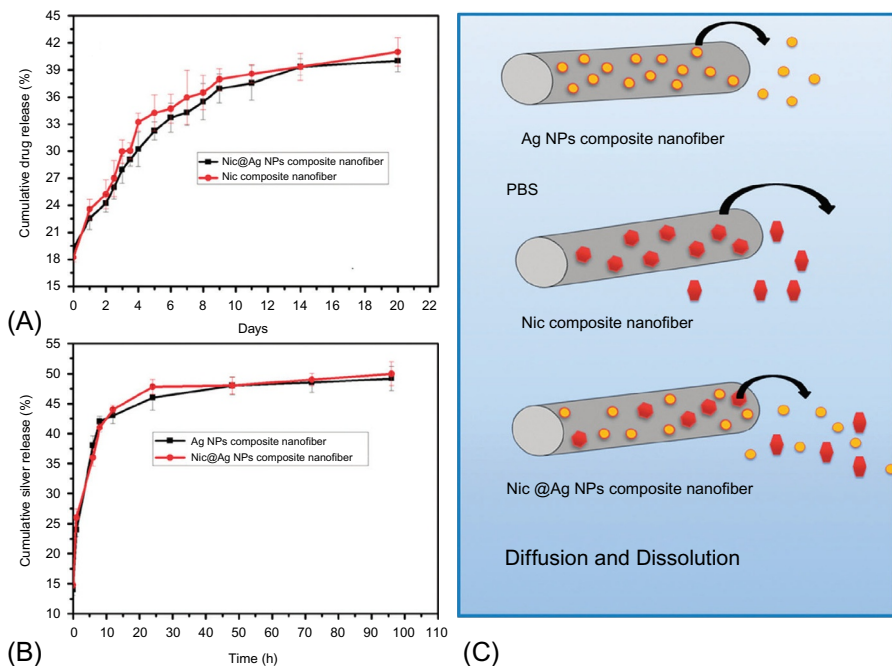 (A)
Cumulative drug release (%)
45
42
39
36
33
30
27
24
21
18
15
Nic@Ag NPs composite nanofiber
Nic composite nanofiber
0 2 4 6 8 10 12 14 16 18 20 22
Days
(B)
Cumulative silver release (%)
55
50
45
40
35
30
25
20
15
10
Ag NPs composite nanofiber
Nic@Ag NPs composite nanofiber
0 10 20 30 40 50 60 70 80 90 100 110
Time (h)
(C)
Ag NPs composite nanofiber
PBS
Nic composite nanofiber
Nic @Ag NPs composite nanofiber
Diffusion and Dissolution